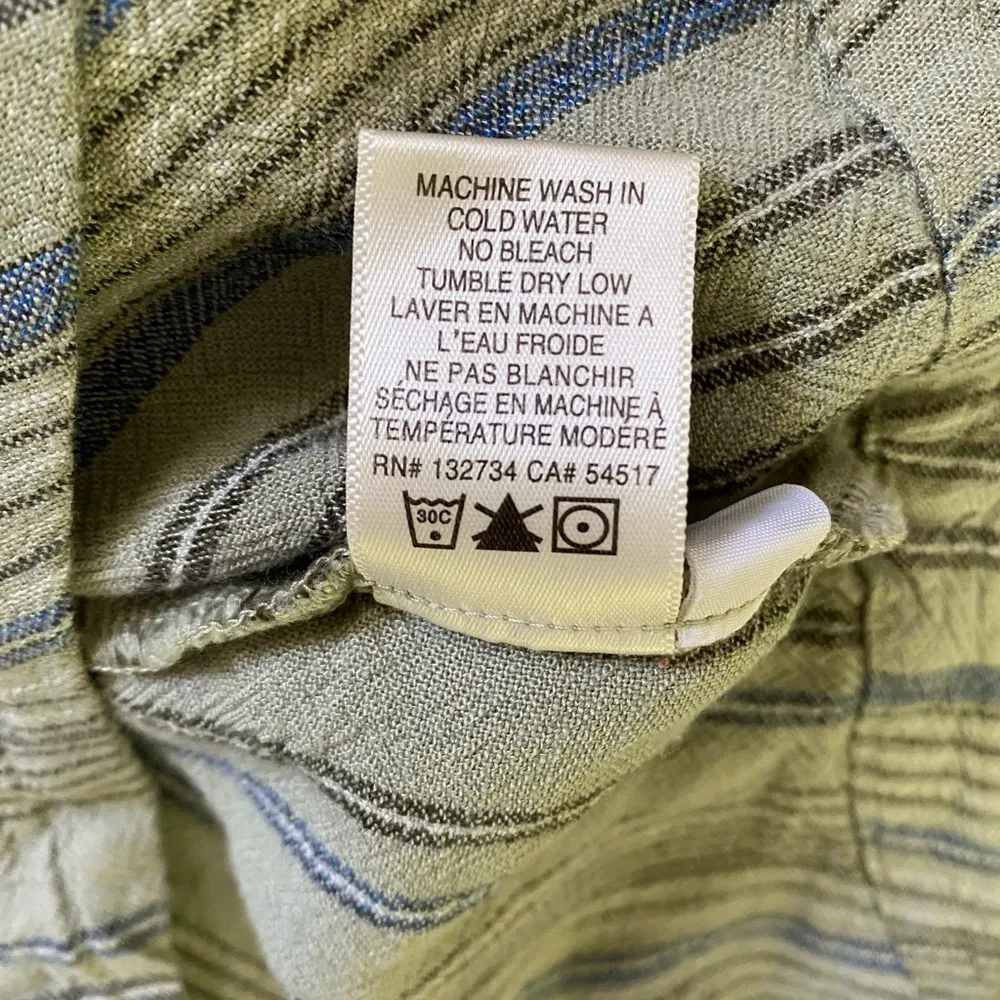 MACHINE WASH IN
COLD WATER
NO BLEACH
TUMBLE DRY LOW
LAVER EN MACHINE A
L'EAU FROIDE
NE PAS BLANCHIR
SÉCHAGE EN MACHINE À
TEMPÉRATURE MODÉRÉ
RN# 132734 CA# 54517
30C